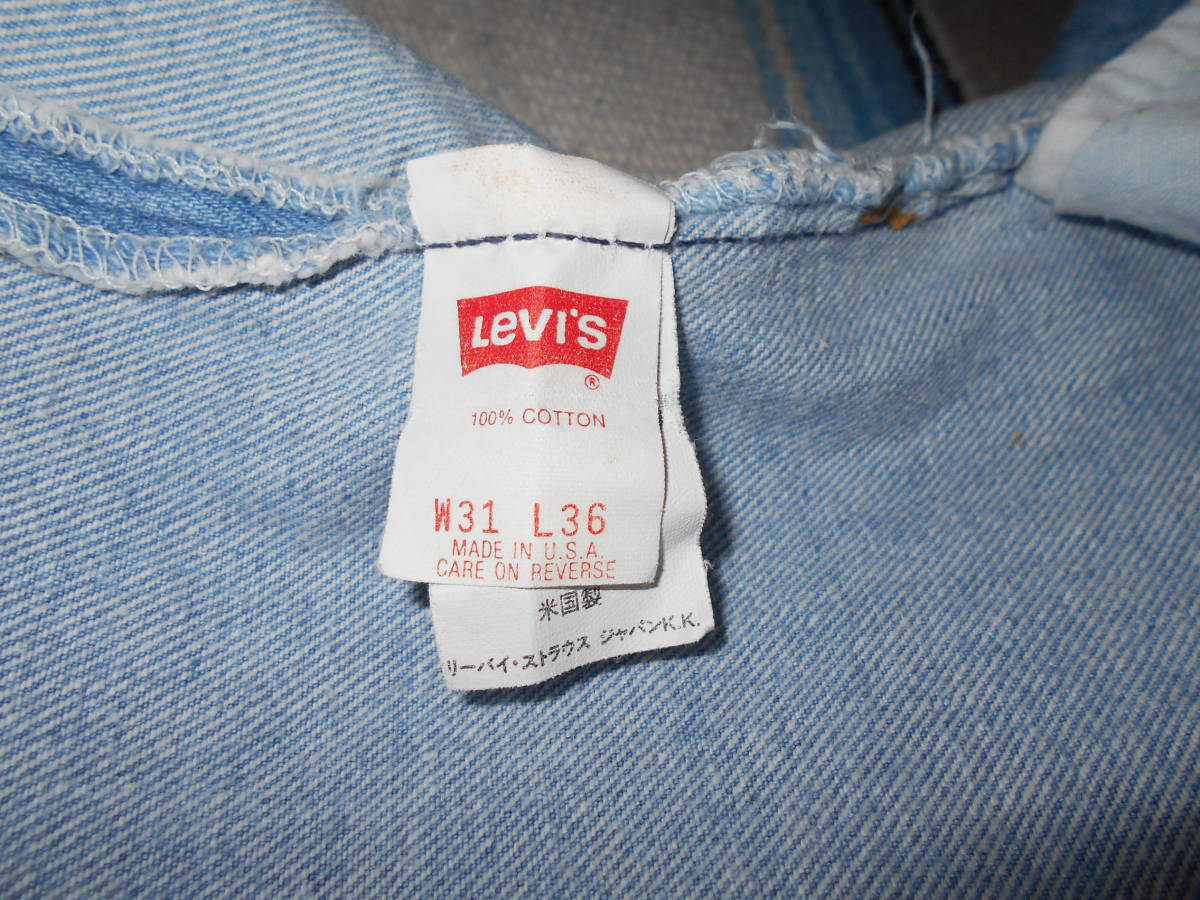 Levi's
®
100% COTTON
W31 L36
MADE IN U.S.A.
CARE ON REVERSE
米国製
リーバイ・ストラウス ジャパンK.K.